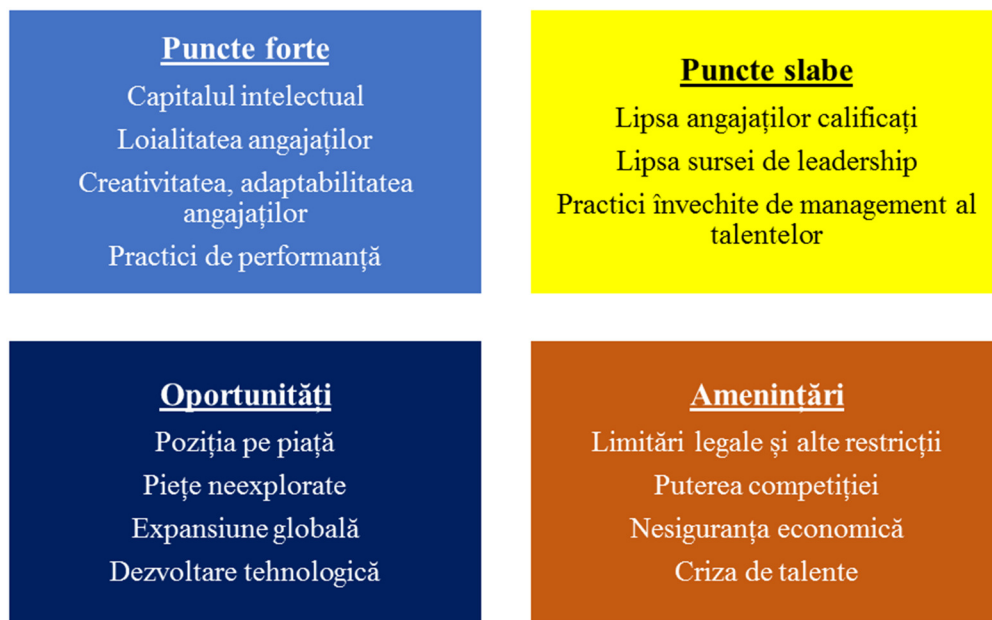 Puncte forte
Capitalul intelectual
Loialitatea angajaților
Creativitatea, adaptabilitatea
angajaților
Practici de performanță
Puncte slabe
Lipsa angajaților calificați
Lipsa sursei de leadership
Practici învechite de management al
talentelor
Oportunități
Poziția pe piață
Piețe neexplorate
Expansiune globală
Dezvoltare tehnologică
Amenințări
Limitări legale și alte restricții
Puterea competiției
Nesiguranța economică
Criza de talente